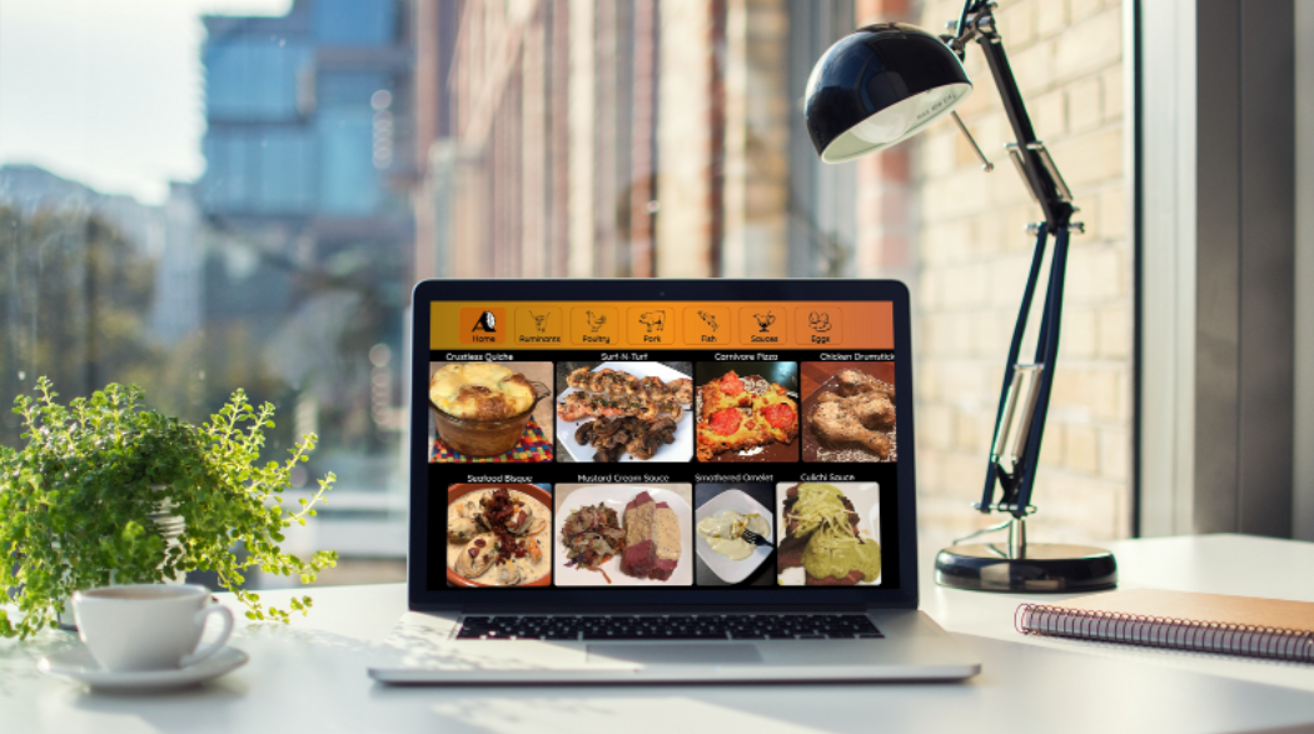 Home Ruminants Poultry Pork Fish Sauces Eggs
Crustless Quiche Surf-N-Turf Carnivore Pizza Chicken Drumstick
Seafood Bisque Mustard Cream Sauce Smothered Omelet Culichi Sauce